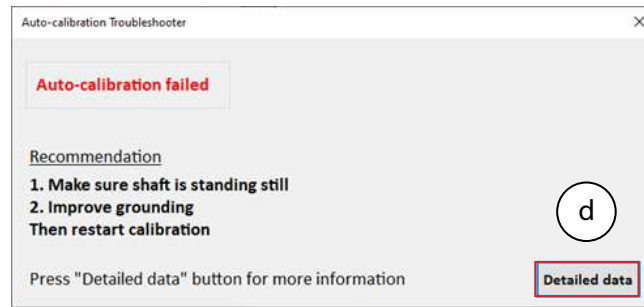 Auto-calibration Troubleshooter
Auto-calibration failed
Recommendation
1. Make sure shaft is standing still
2. Improve grounding
Then restart calibration
d
Press "Detailed data" button for more information
Detailed data